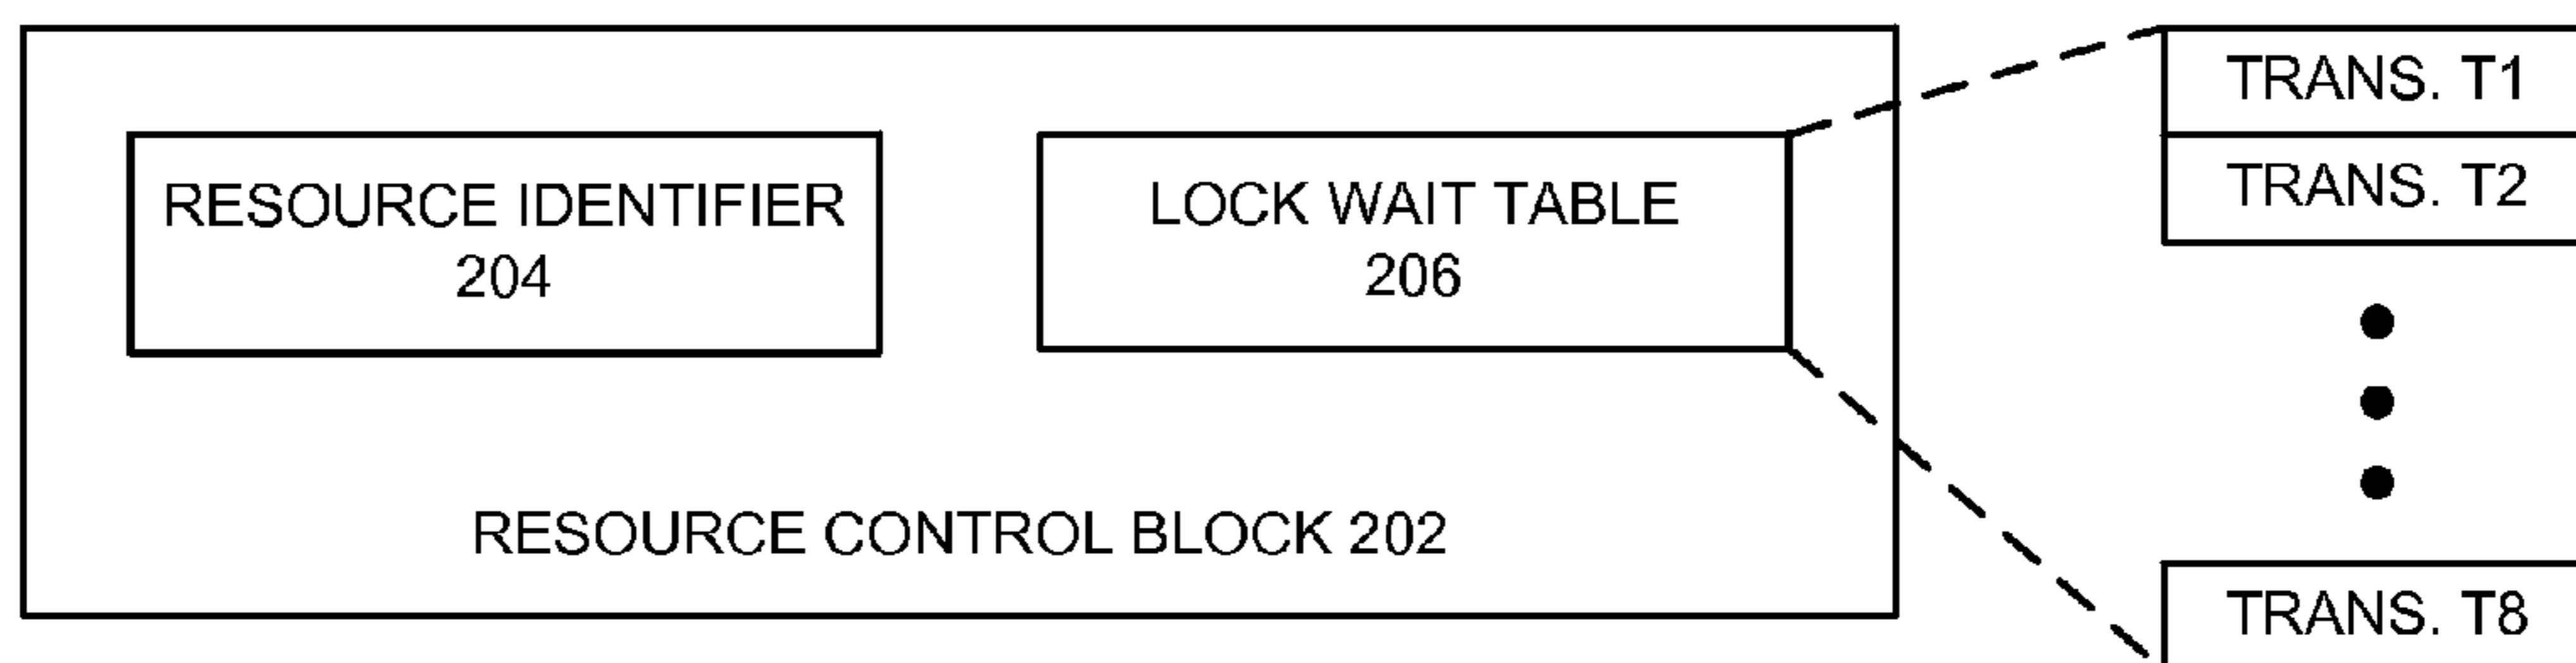 RESOURCE IDENTIFIER
204
LOCK WAIT TABLE
206
RESOURCE CONTROL BLOCK 202
TRANS. T1
TRANS. T2
TRANS. T8